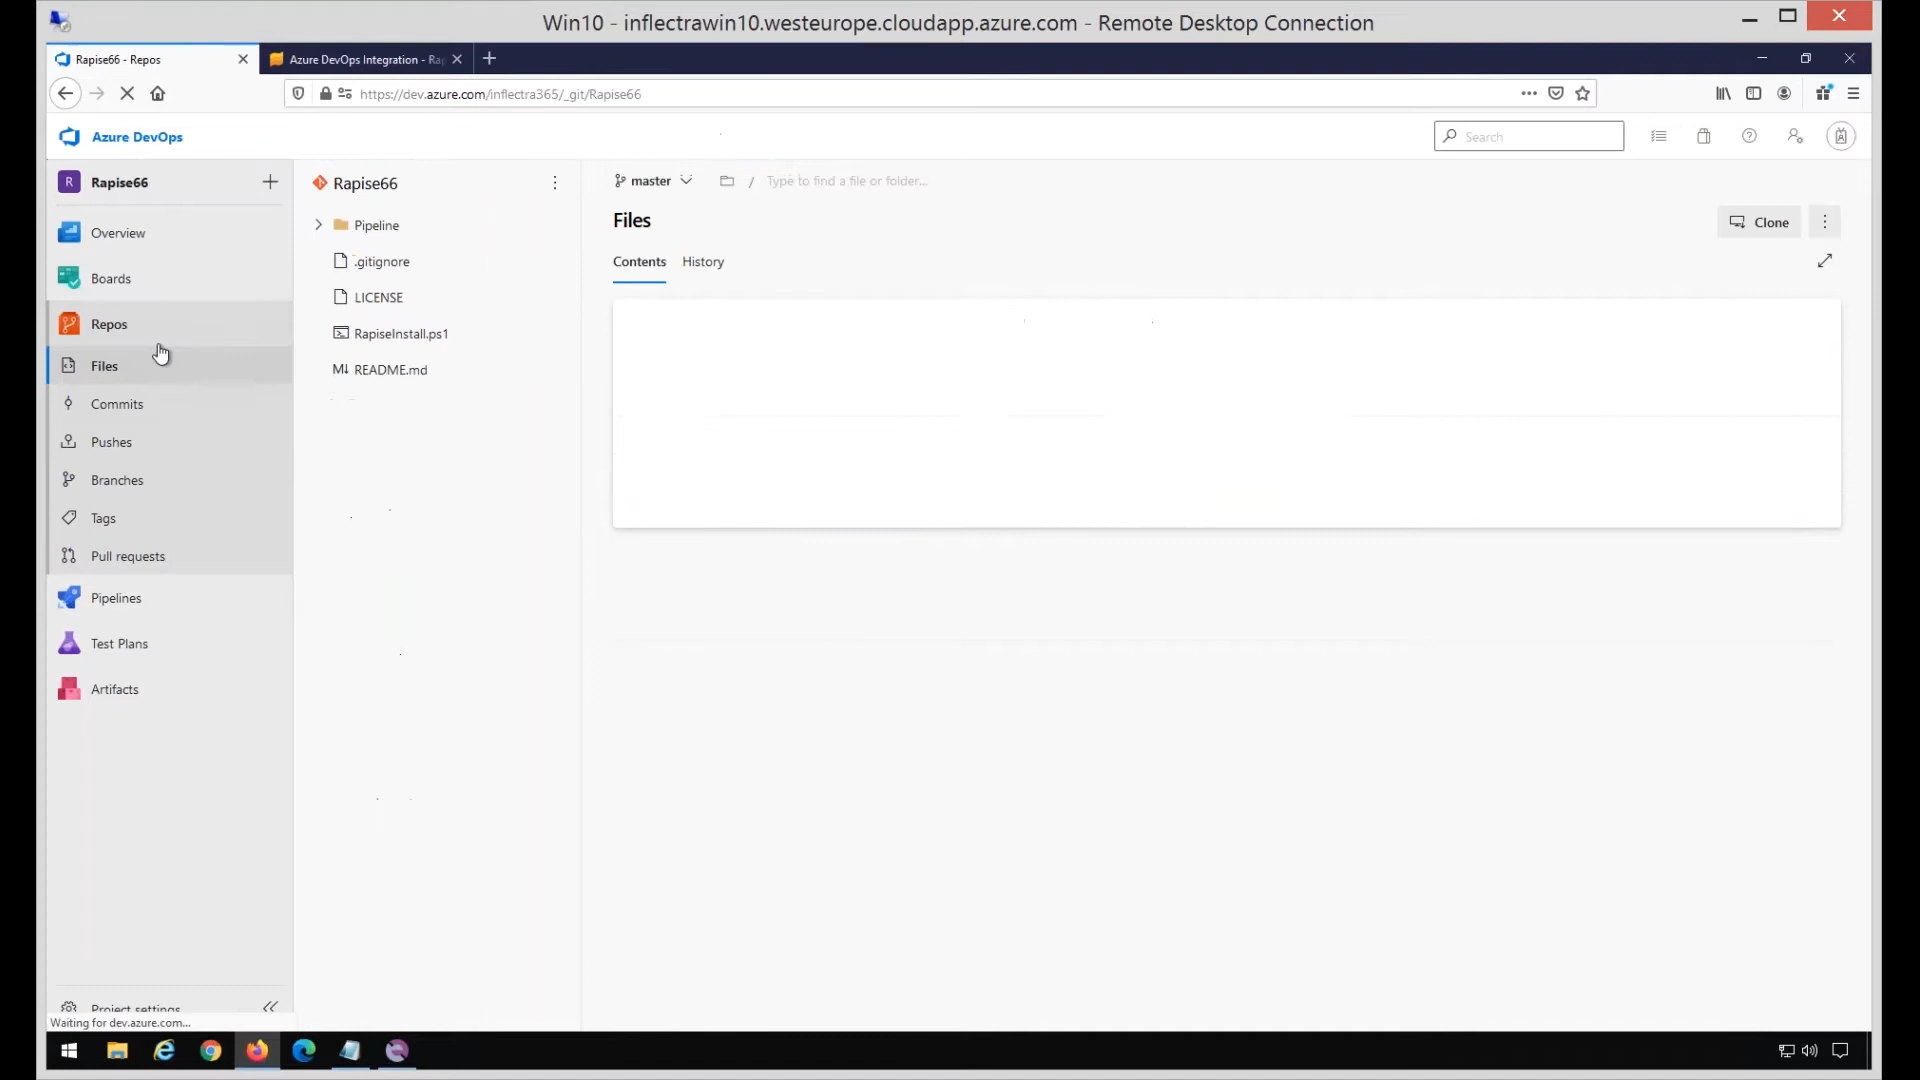 Win10 - inflectrawin10.westeurope.cloudapp.azure.com - Remote Desktop Connection
Rapise66 - Repos
Azure DevOps Integration - Rap
https://dev.azure.com/inflectra365/_git/Rapise66
Azure DevOps
Search
R Rapise66
Overview
Boards
Repos
Files
Commits
Pushes
Branches
Tags
Pull requests
Pipelines
Test Plans
Artifacts
Project settings
Waiting for dev.azure.com...
Rapise66
Pipeline
.gitignore
LICENSE
RapiseInstall.ps1
M↓ README.md
master / Type to find a file or folder...
Files
Clone
Contents History